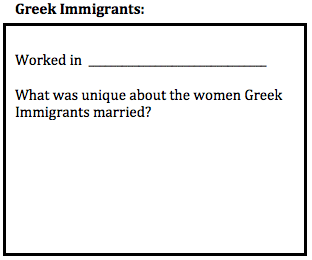 Greek Immigrants:
Worked in ___________________________
What was unique about the women Greek
Immigrants married?